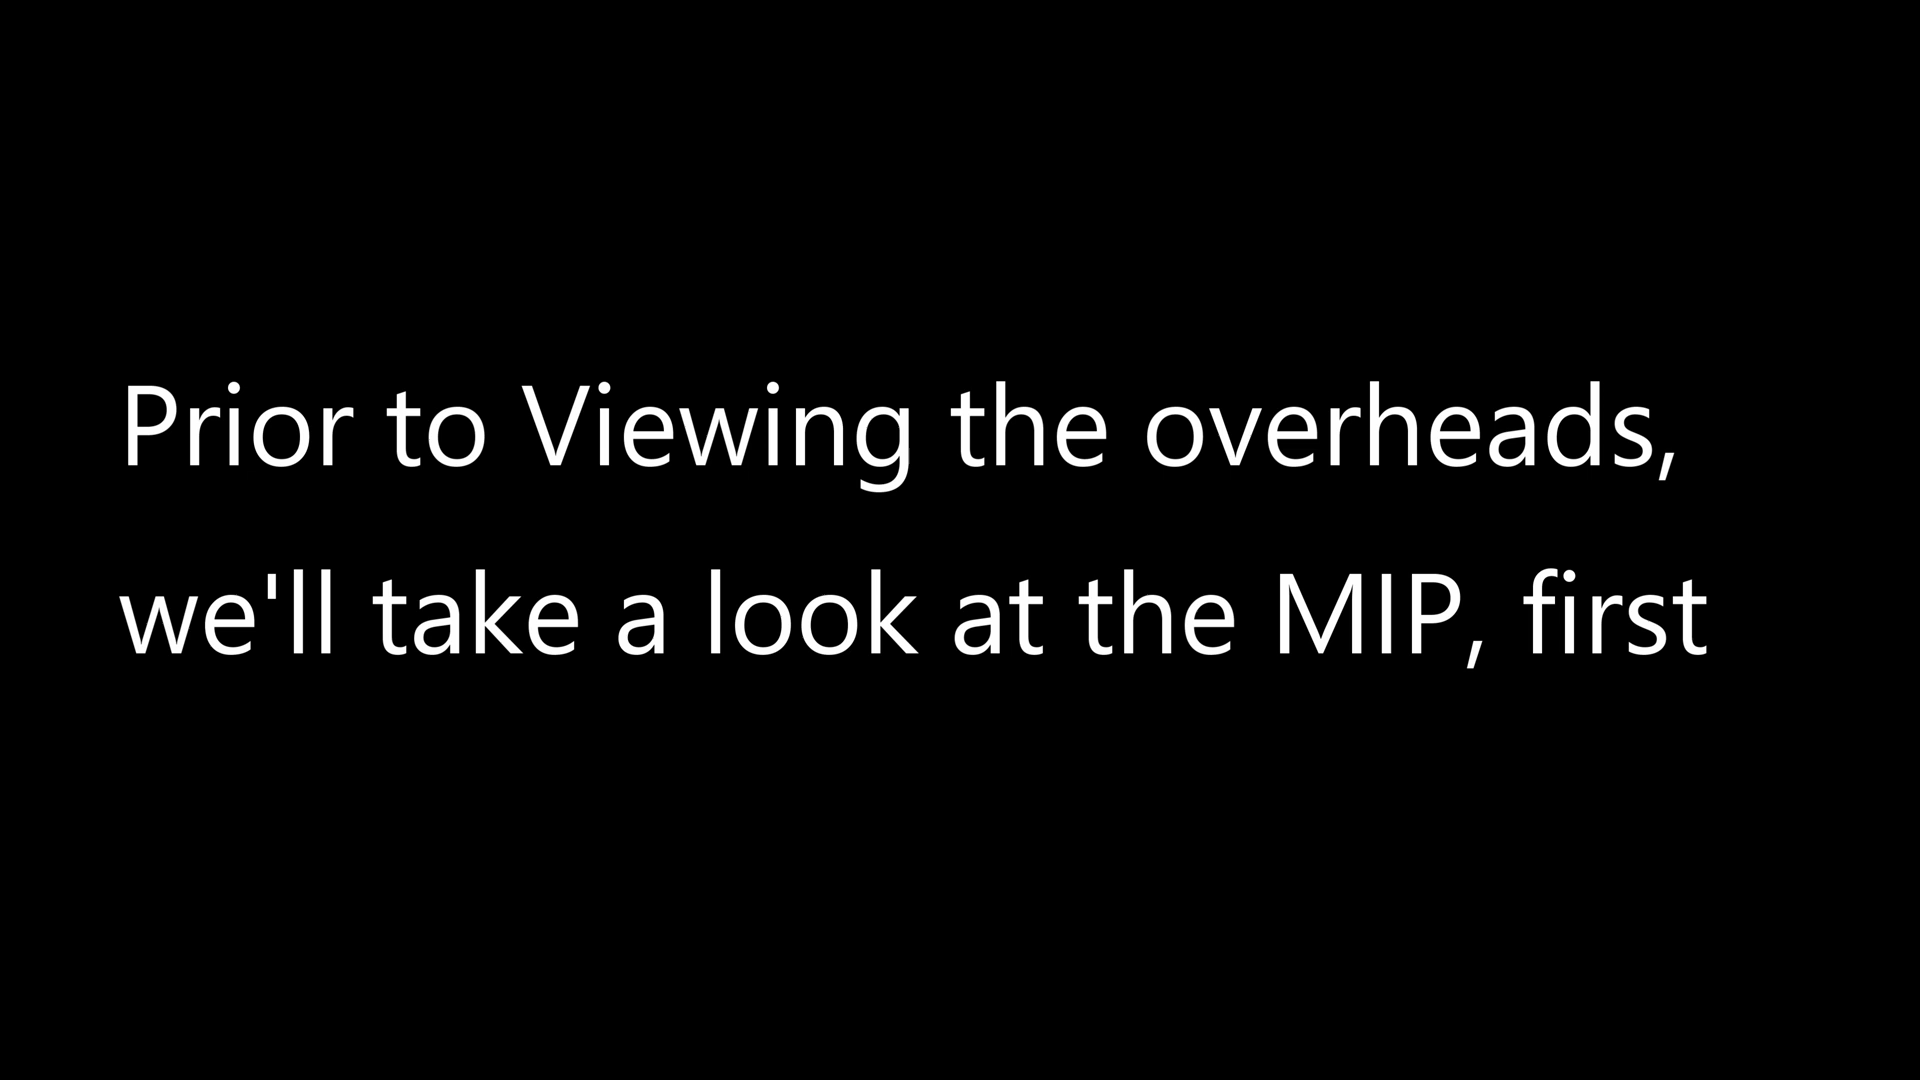 Prior to Viewing the overheads,
we'll take a look at the MIP, first